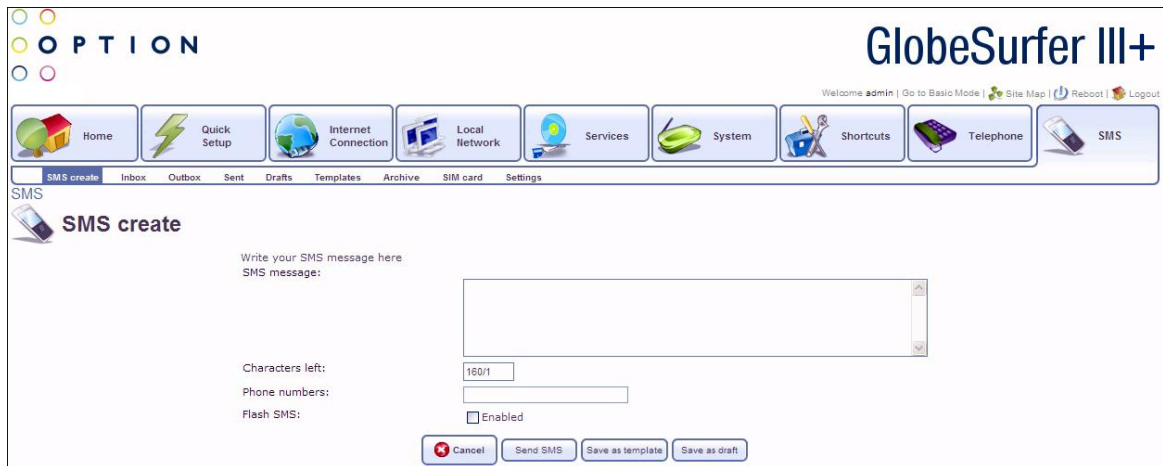 OPTION
GlobeSurfer III+
Welcome admin | Go to Basic Mode | Site Map | Reboot | Logout
Home
Quick Setup
Internet Connection
Local Network
Services
System
Shortcuts
Telephone
SMS
SMS create Inbox Outbox Sent Drafts Templates Archive SIM card Settings
SMS
SMS create
Write your SMS message here
SMS message:
Characters left: 160/1
Phone numbers:
Flash SMS: Enabled
Cancel Send SMS Save as template Save as draft